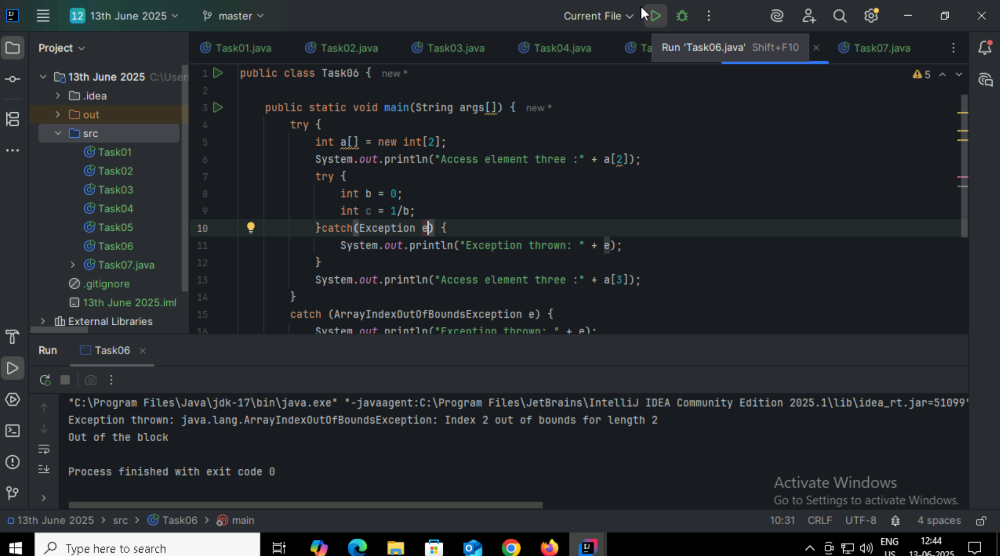 12 13th June 2025
master
Current File
Project
Task01.java
Task02.java
Task03.java
Task04.java
Run 'Task06.java' Shift+F10
Task07.java
13th June 2025
.idea
out
src
Task01
Task02
Task03
Task04
Task05
Task06
Task07.java
.gitignore
13th June 2025.iml
External Libraries
5
1 public class Task06 { new *
2
3 public static void main(String args[]) { new *
4 try {
5 int a[] = new int[2];
6 System.out.println("Access element three :" + a[2]);
7 try {
8 int b = 0;
9 int c = 1/b;
10 }catch(Exception e) {
11 System.out.println("Exception thrown: " + e);
12 }
13 System.out.println("Access element three :" + a[3]);
14 }
15 catch (ArrayIndexOutOfBoundsException e) {
16 System.out.println("Exception thrown: " + e);
Run Task06
"C:\Program Files\Java\jdk-17\bin\java.exe" "-javaagent:C:\Program Files\JetBrains\IntelliJ IDEA Community Edition 2025.1\lib\idea_rt.jar=51099"
Exception thrown: java.lang.ArrayIndexOutOfBoundsException: Index 2 out of bounds for length 2
Out of the block
Process finished with exit code 0
Activate Windows
Go to Settings to activate Windows.
13th June 2025 > src > Task06 > main
10:31 CRLF UTF-8 4 spaces
Type here to search
ENG
US
12:44
13-06-2025